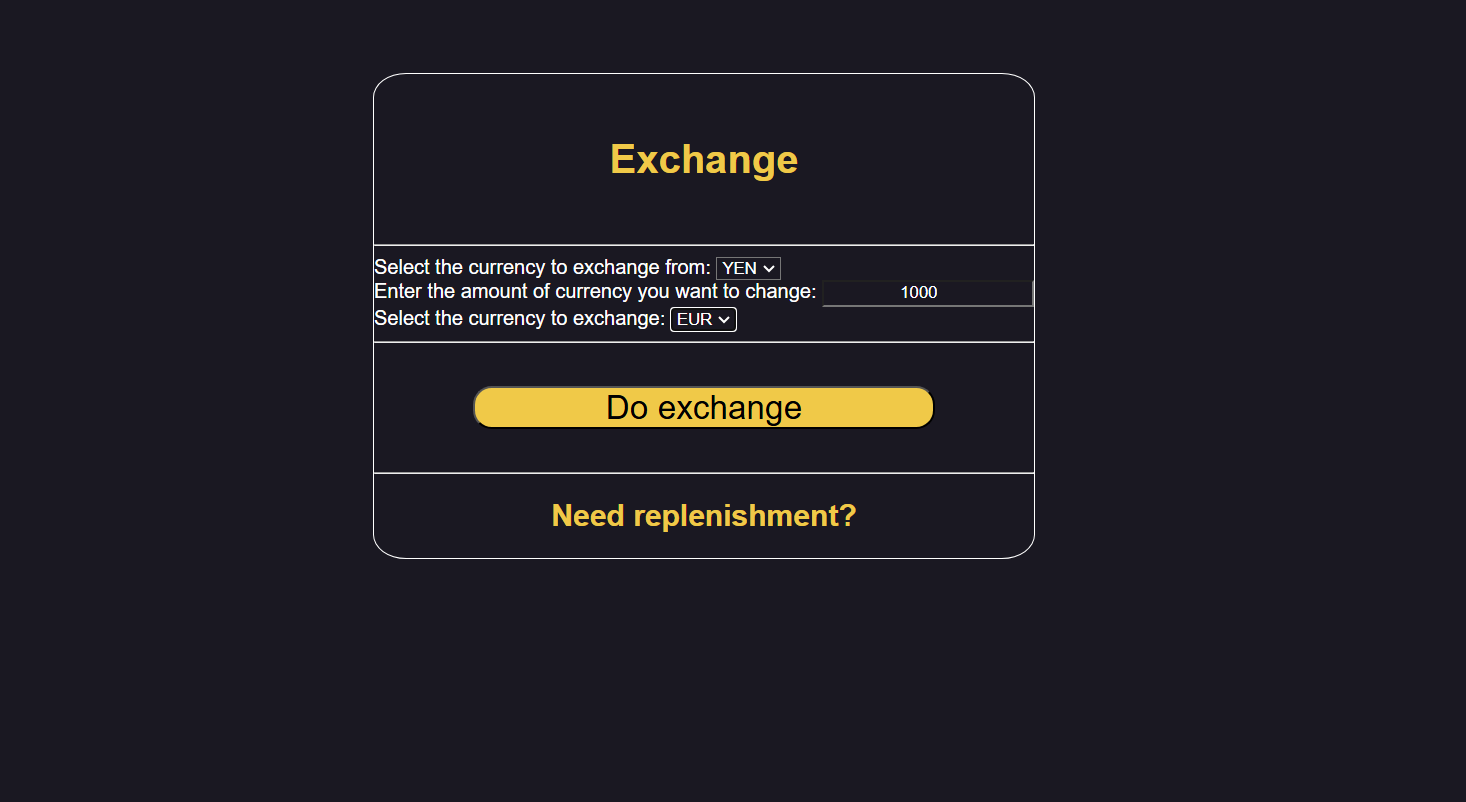 Exchange
Select the currency to exchange from: YEN
Enter the amount of currency you want to change: 1000
Select the currency to exchange: EUR
Do exchange
Need replenishment?